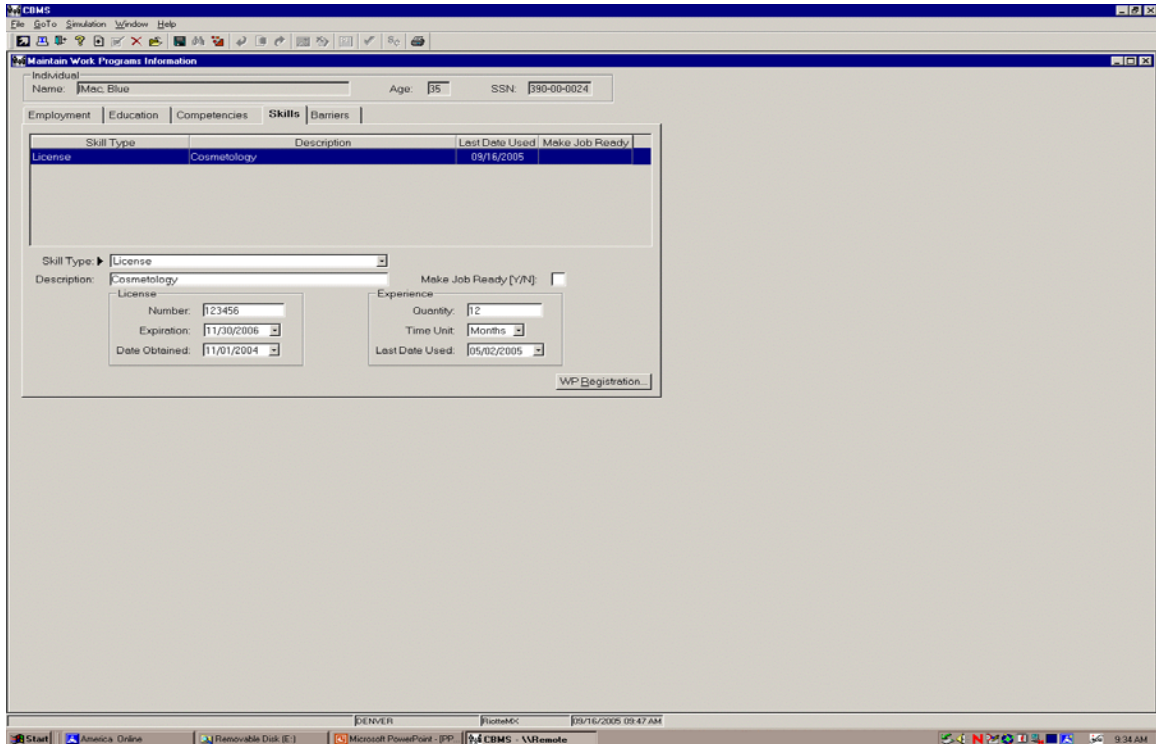 CBMS
File GoTo Simulation Window Help
Maintain Work Programs Information
Individual
Name: IMac, Blue Age: 35 SSN: 390-00-0024
Employment Education Competencies Skills Barriers
Skill Type Description Last Date Used Make Job Ready
License Cosmetology 09/16/2005
Skill Type: License
Description: Cosmetology Make Job Ready [Y/N]:
License Experience
Number: 123456 Quantity: 12
Expiration: 11/30/2006 Time Unit: Months
Date Obtained: 11/01/2004 Last Date Used: 05/02/2005
WP Registration...
DENVER RiotteMX 09/16/2005 09:47 AM
Start America Online Removable Disk (E:) Microsoft PowerPoint - [PP... CBMS - \\Remote 9:34 AM